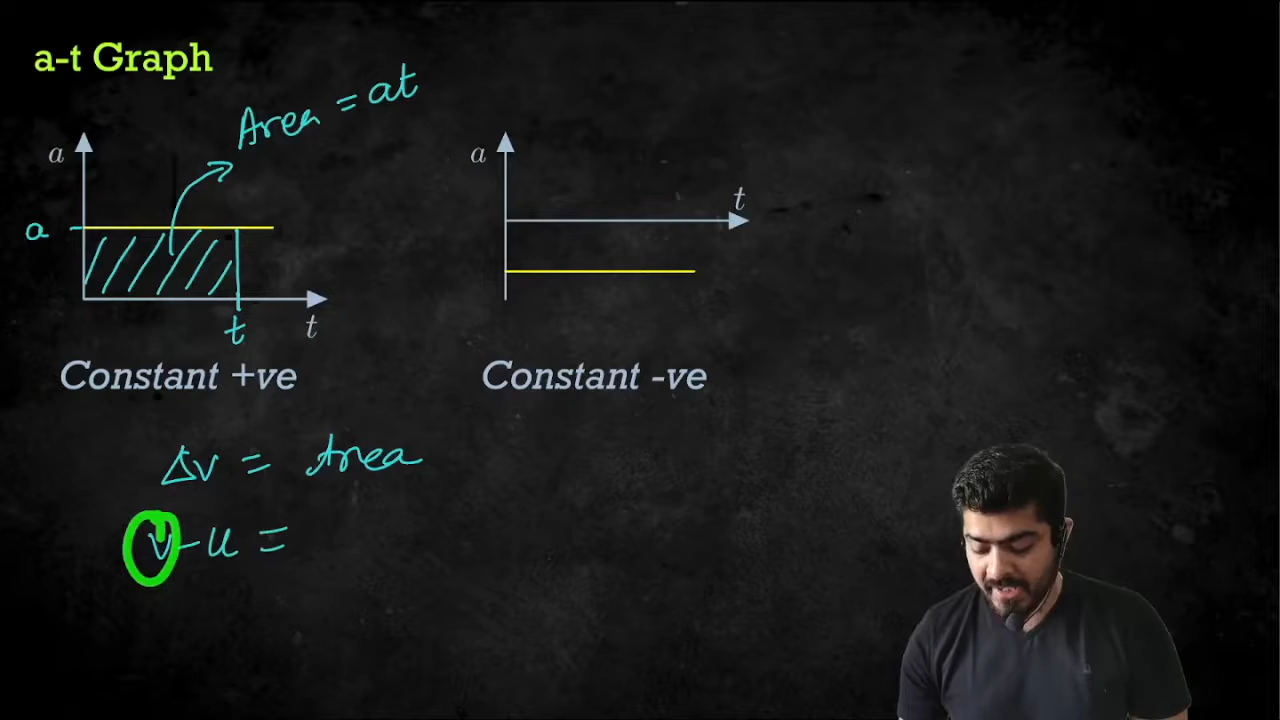 a-t Graph
Area = at
a
a
t
t
Constant +ve
a
t
Constant -ve
Δv = Area
v-u =